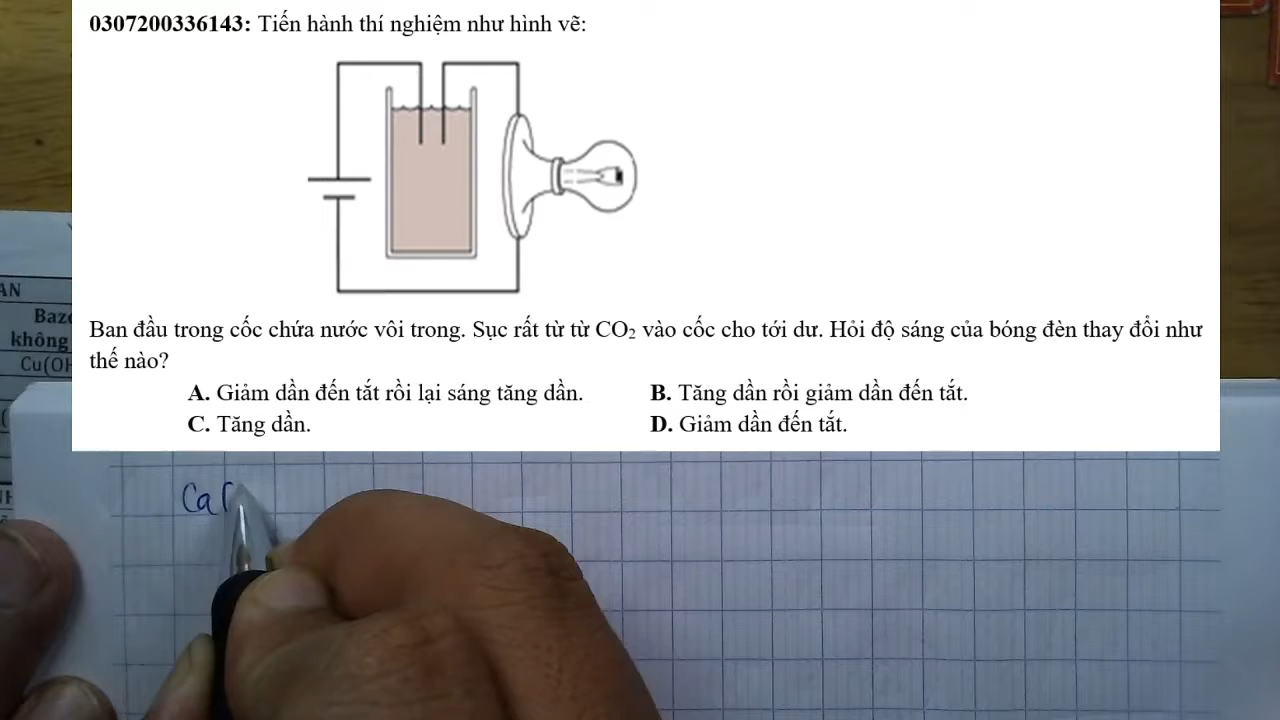 0307200336143: Tiến hành thí nghiệm như hình vẽ:
Ban đầu trong cốc chứa nước vôi trong. Sục rất từ từ CO₂ vào cốc cho tới dư. Hỏi độ sáng của bóng đèn thay đổi như
thế nào?
A. Giảm dần đến tắt rồi lại sáng tăng dần.
B. Tăng dần rồi giảm dần đến tắt.
C. Tăng dần.
D. Giảm dần đến tắt.
AN
không
Cu(OH
Ca(